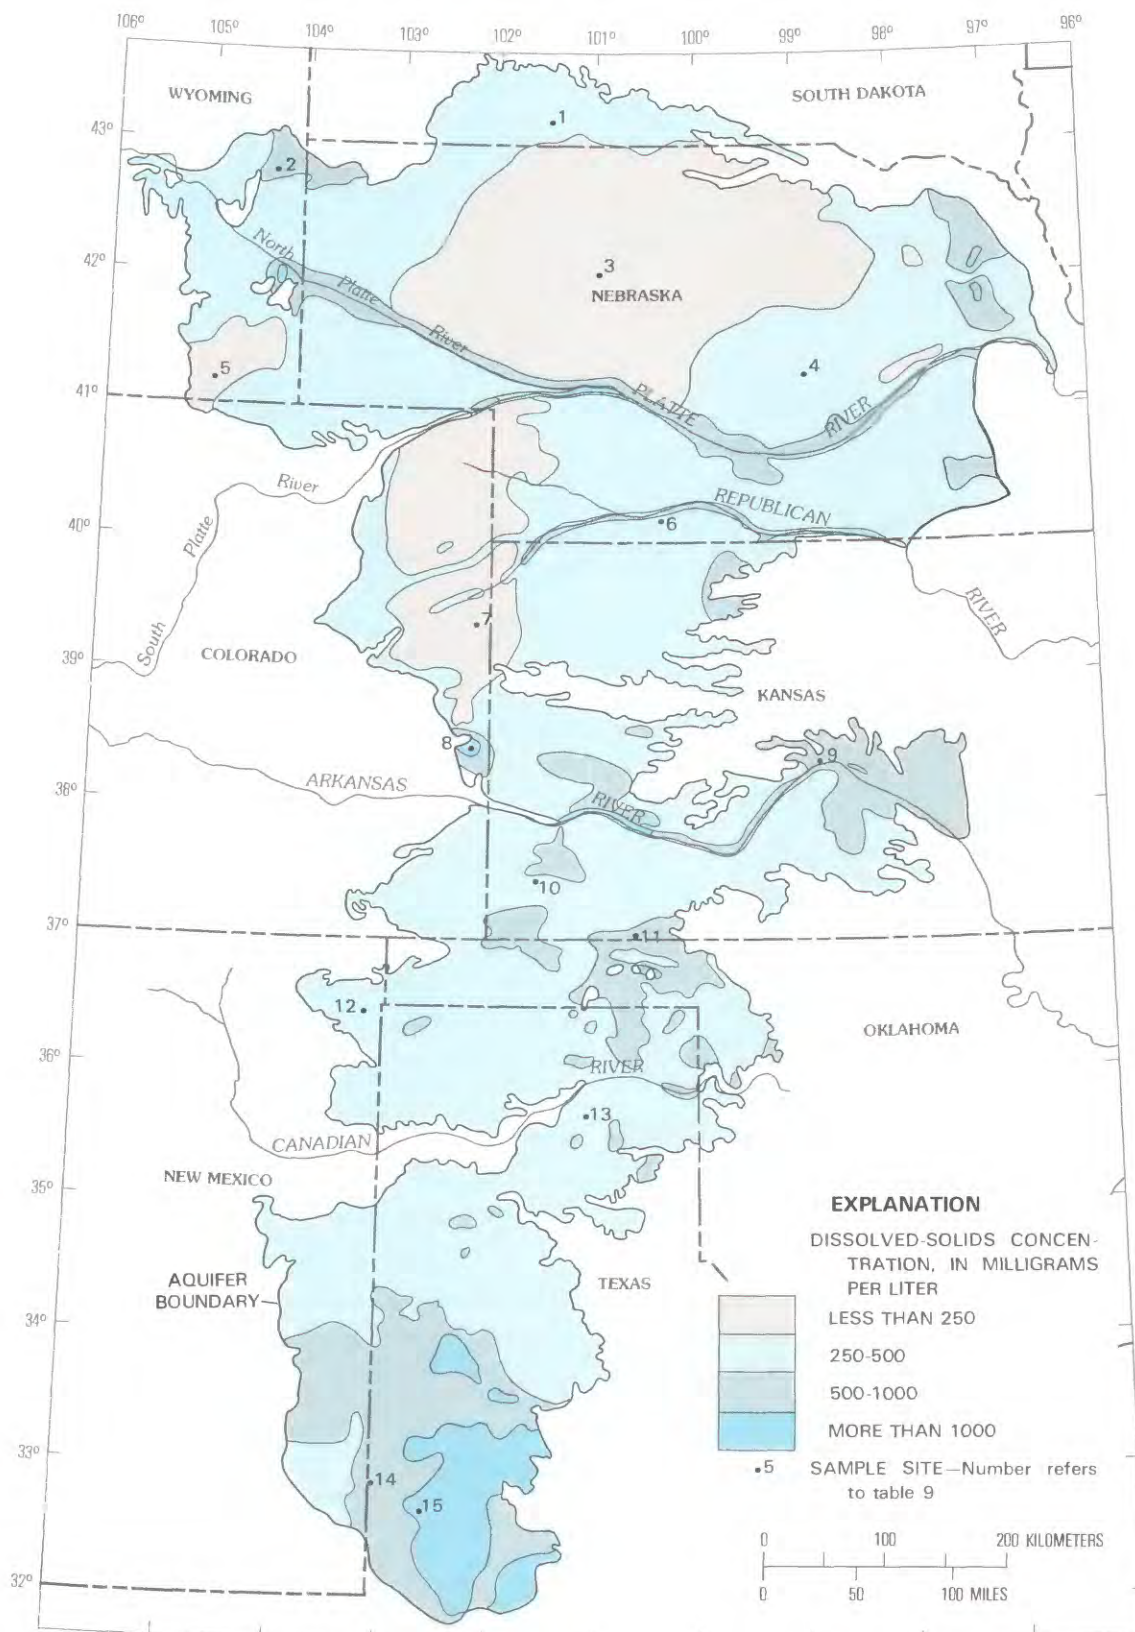 106° 105° 104° 103° 102° 101° 100° 99° 98° 97° 96°
WYOMING
SOUTH DAKOTA
43°
1
2
North Platte River
42°
3
NEBRASKA
5
4
41°
PLATTE RIVER
South Platte River
REPUBLICAN RIVER
40°
6
7
39°
COLORADO
KANSAS
8
9
ARKANSAS RIVER
38°
10
37°
11
12
OKLAHOMA
36°
CANADIAN RIVER
13
NEW MEXICO
35°
TEXAS
AQUIFER
BOUNDARY
34°
33°
14
15
32°
EXPLANATION
DISSOLVED-SOLIDS CONCEN-
TRATION, IN MILLIGRAMS
PER LITER
LESS THAN 250
250-500
500-1000
MORE THAN 1000
•5 SAMPLE SITE—Number refers
to table 9
0 100 200 KILOMETERS
0 50 100 MILES